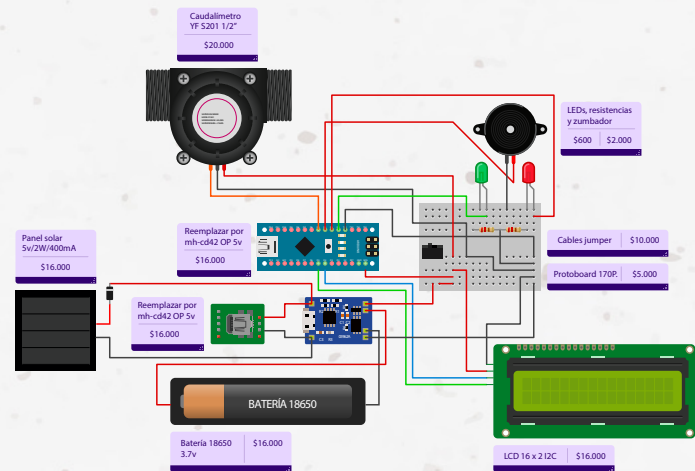 Caudalímetro
YF S201 1/2"
$20.000
LEDs, resistencias
y zumbador
$600 $2.000
Panel solar
5v/2W/400mA
$16.000
Reemplazar por
mh-cd42 OP 5v
$16.000
Cables jumper $10.000
Protoboard 170P. $5.000
Reemplazar por
mh-cd42 OP 5v
$16.000
BATERÍA 18650
Batería 18650 $16.000
3.7v
LCD 16 x 2 I2C $16.000